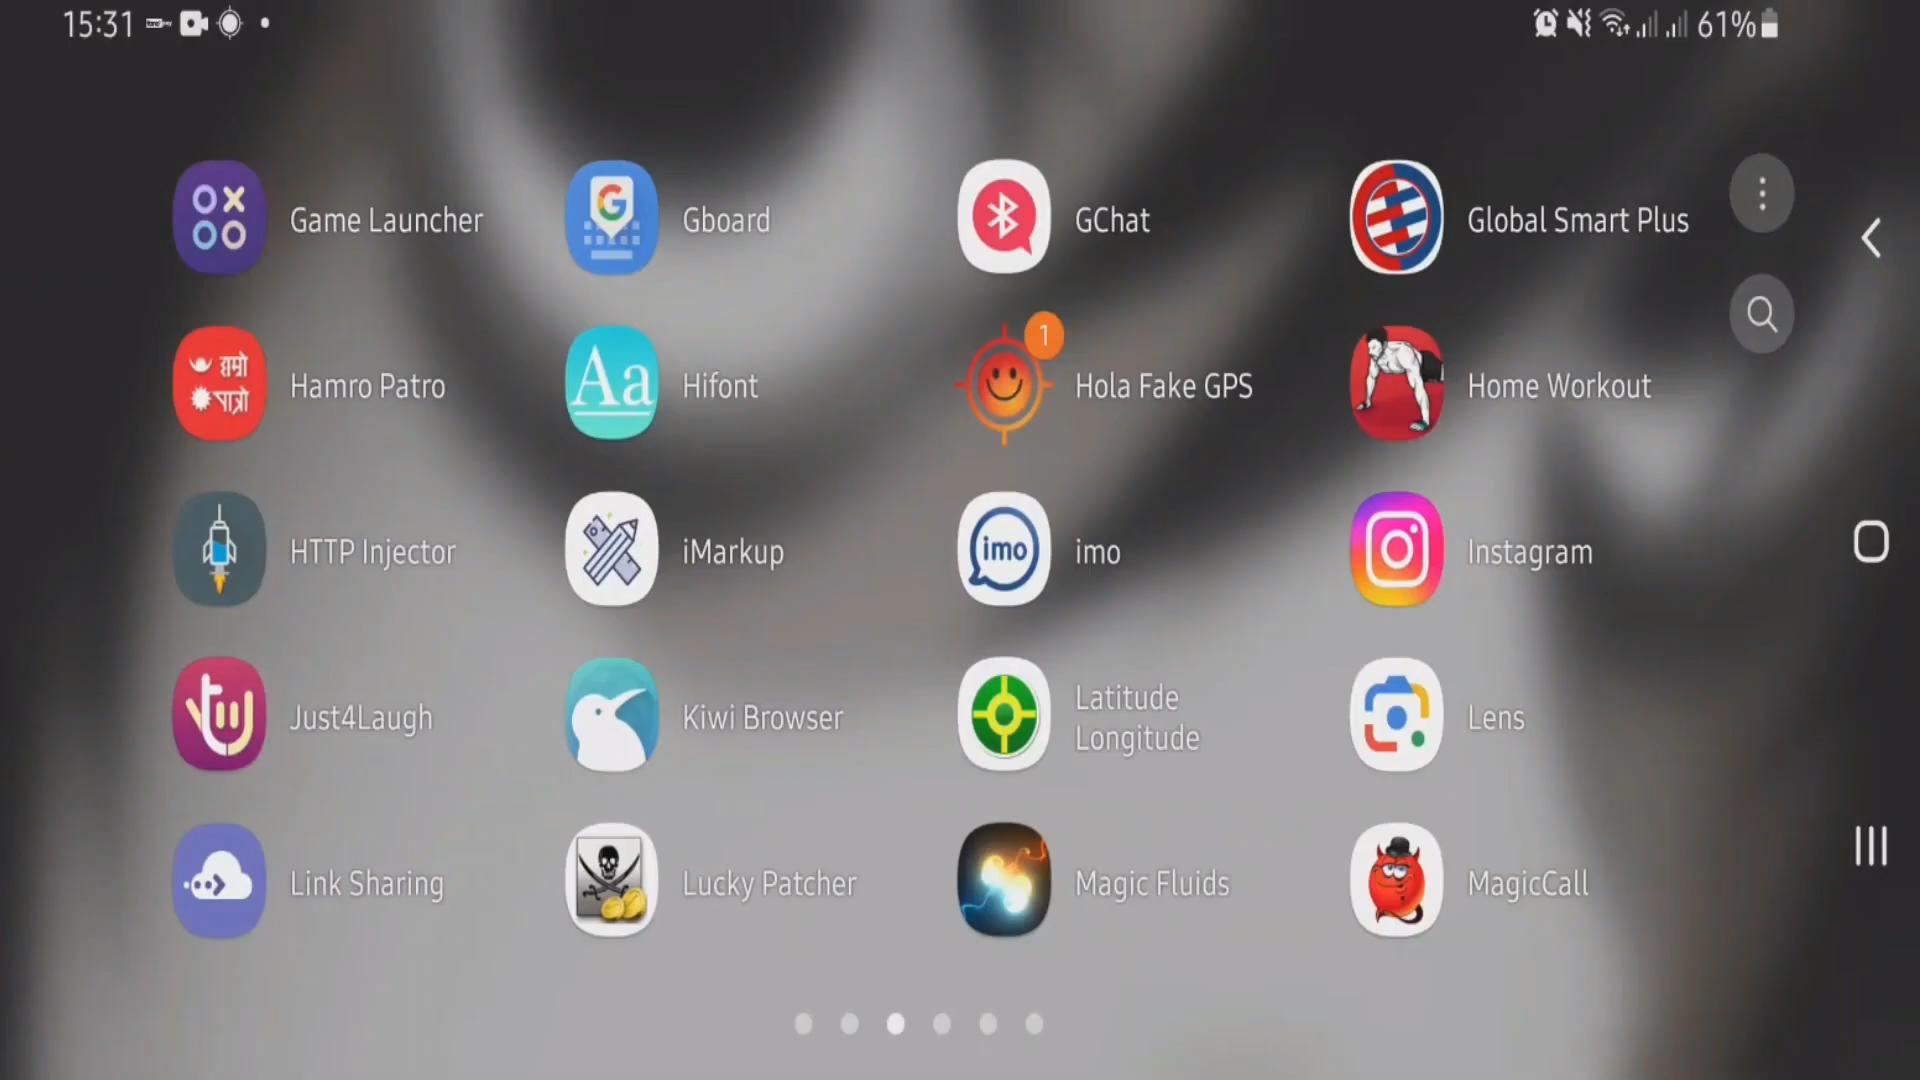 15:31
61%
Game Launcher
Gboard
GChat
Global Smart Plus
हाम्रो
पात्रो
Hamro Patro
Aa
Hifont
1
Hola Fake GPS
Home Workout
HTTP Injector
iMarkup
imo
imo
Instagram
Just4Laugh
Kiwi Browser
Latitude
Longitude
Lens
Link Sharing
Lucky Patcher
Magic Fluids
MagicCall